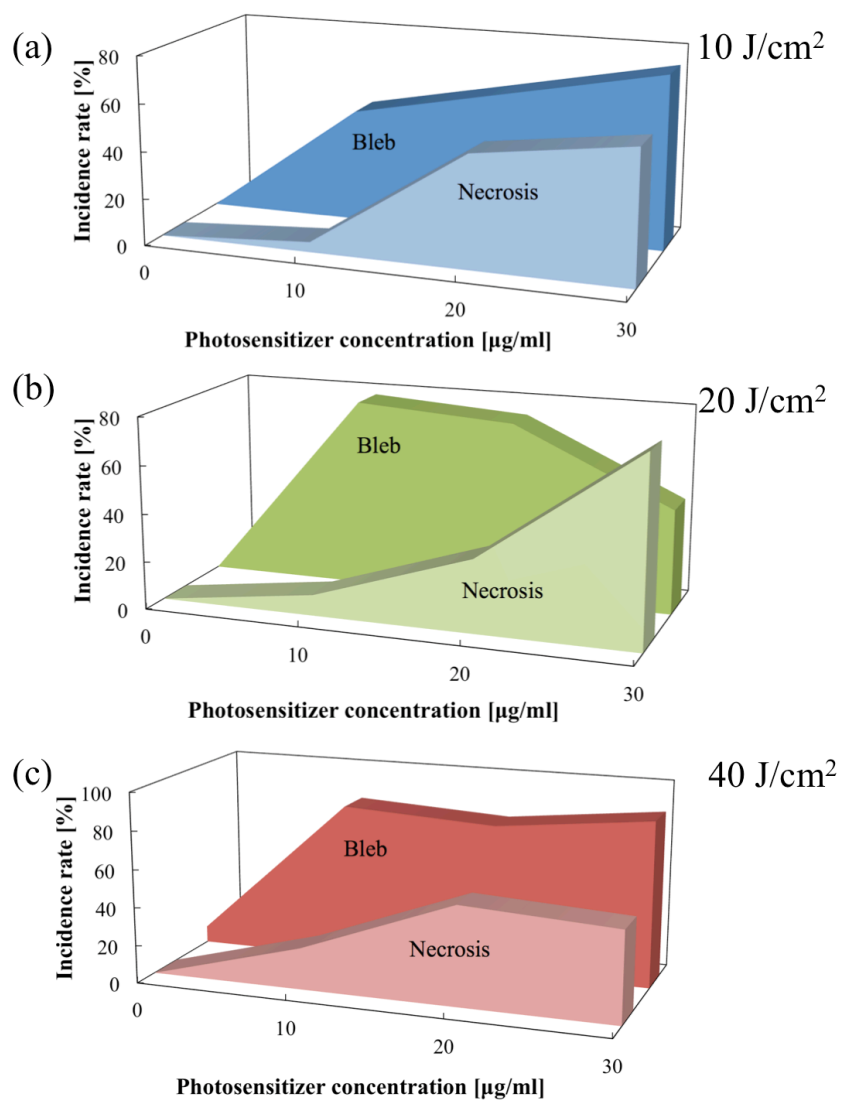 (a)
10 J/cm²
Incidence rate [%]
80
60
40
20
0
Bleb
Necrosis
0
10
20
30
Photosensitizer concentration [µg/ml]
(b)
20 J/cm²
Incidence rate [%]
80
60
40
20
0
Bleb
Necrosis
0
10
20
30
Photosensitizer concentration [µg/ml]
(c)
40 J/cm²
Incidence rate [%]
100
80
60
40
20
0
Bleb
Necrosis
0
10
20
30
Photosensitizer concentration [µg/ml]